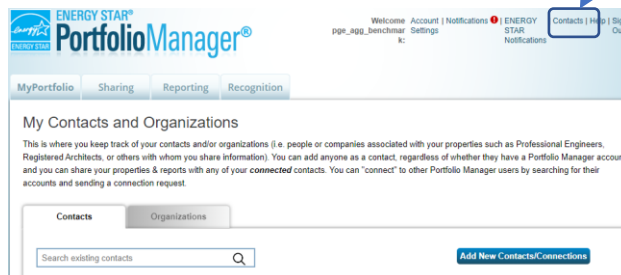 ENERGY STAR®
PortfolioManager®
ENERGY STAR
Welcome
pge_agg_benchmar
k:
Account
Settings
| Notifications
| ENERGY
STAR
Notifications
Contacts | Help | Sig
Ou
MyPortfolio Sharing Reporting Recognition
My Contacts and Organizations
This is where you keep track of your contacts and/or organizations (i.e. people or companies associated with your properties such as Professional Engineers,
Registered Architects, or others with whom you share information). You can add anyone as a contact, regardless of whether they have a Portfolio Manager accoun
and you can share your properties & reports with any of your connected contacts. You can "connect" to other Portfolio Manager users by searching for their
accounts and sending a connection request.
Contacts Organizations
Search existing contacts
Add New Contacts/Connections